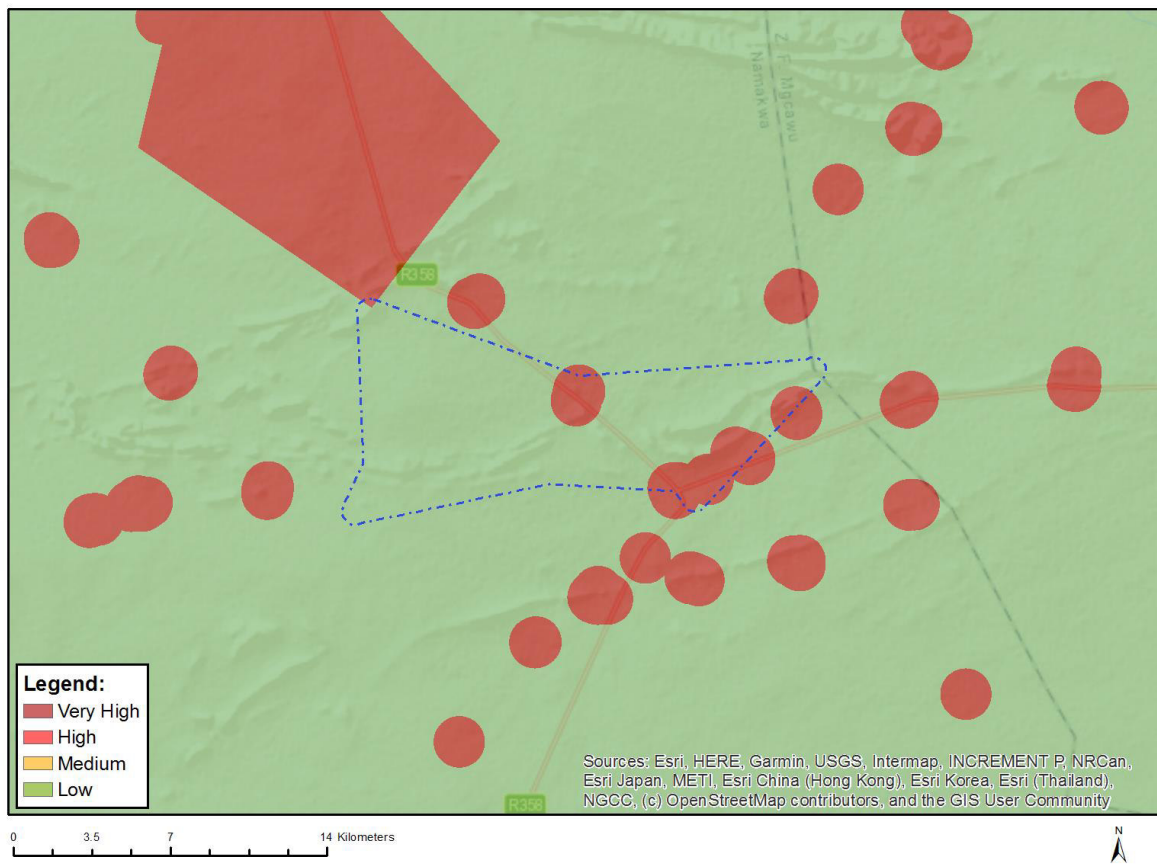 Z F Mgcawu
Namakwa
R358
Legend:
Very High
High
Medium
Low
Sources: Esri, HERE, Garmin, USGS, Intermap, INCREMENT P, NRCan,
Esri Japan, METI, Esri China (Hong Kong), Esri Korea, Esri (Thailand),
NGCC, (c) OpenStreetMap contributors, and the GIS User Community
R358
0 3.5 7 14 Kilometers
N